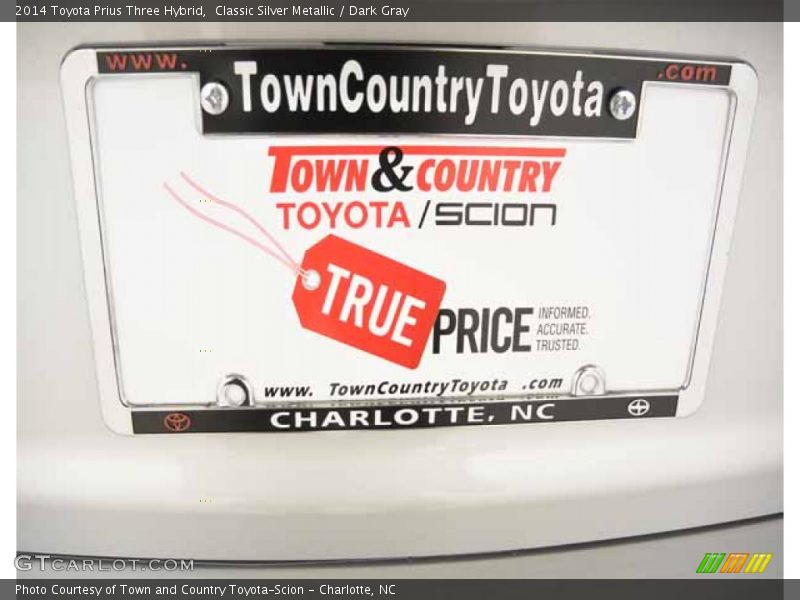 2014 Toyota Prius Three Hybrid,  Classic Silver Metallic / Dark Gray
www. TownCountryToyota .com
TOWN & COUNTRY
TOYOTA / SCION
TRUE PRICE
INFORMED.
ACCURATE.
TRUSTED.
www. TownCountryToyota .com
CHARLOTTE, NC
GTCARLOT.COM
Photo Courtesy of Town and Country Toyota-Scion - Charlotte, NC